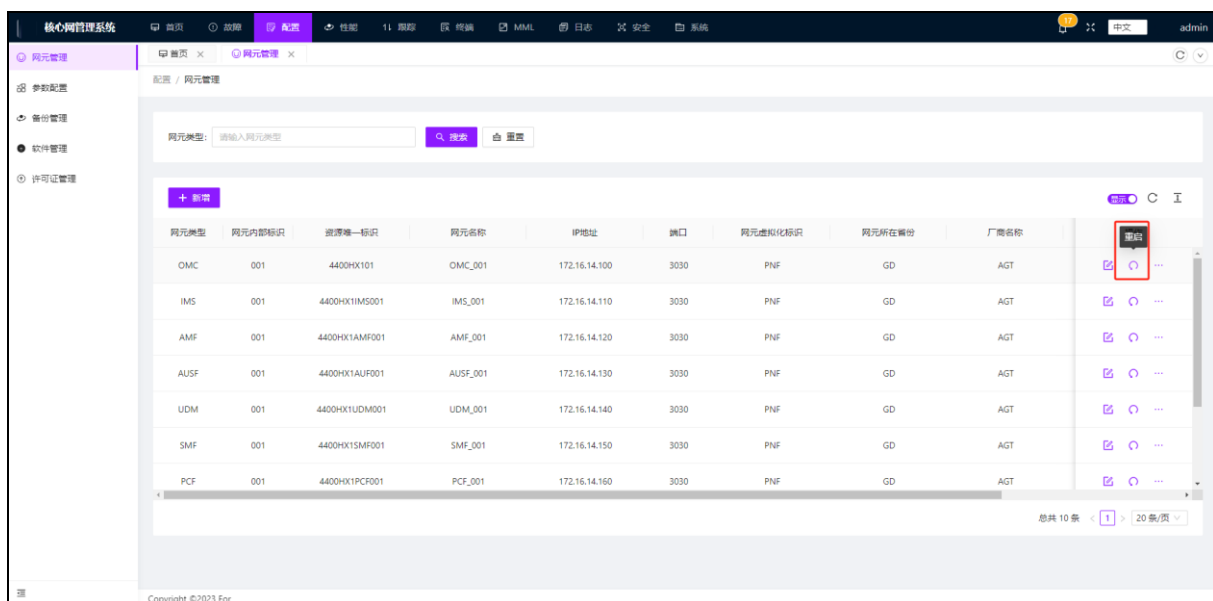 核心网管理系统 首页 故障 配置 性能 跟踪 终端 MML 日志 安全 系统 17 中文 admin
网元管理 首页 × 网元管理 ×
参数配置 配置 / 网元管理
备份管理
网元类型: 请输入网元类型 搜索 重置
软件管理
许可证管理
+ 新增 显示
网元类型 网元内部标识 资源唯一标识 网元名称 IP地址 端口 网元虚拟化标识 网元所在省份 厂商名称 重启
OMC 001 4400HX101 OMC_001 172.16.14.100 3030 PNF GD AGT ...
IMS 001 4400HX1IMS001 IMS_001 172.16.14.110 3030 PNF GD AGT ...
AMF 001 4400HX1AMF001 AMF_001 172.16.14.120 3030 PNF GD AGT ...
AUSF 001 4400HX1AUF001 AUSF_001 172.16.14.130 3030 PNF GD AGT ...
UDM 001 4400HX1UDM001 UDM_001 172.16.14.140 3030 PNF GD AGT ...
SMF 001 4400HX1SMF001 SMF_001 172.16.14.150 3030 PNF GD AGT ...
PCF 001 4400HX1PCF001 PCF_001 172.16.14.160 3030 PNF GD AGT ...
总共 10 条 < 1 > 20 条/页
Copyright ©2023 For